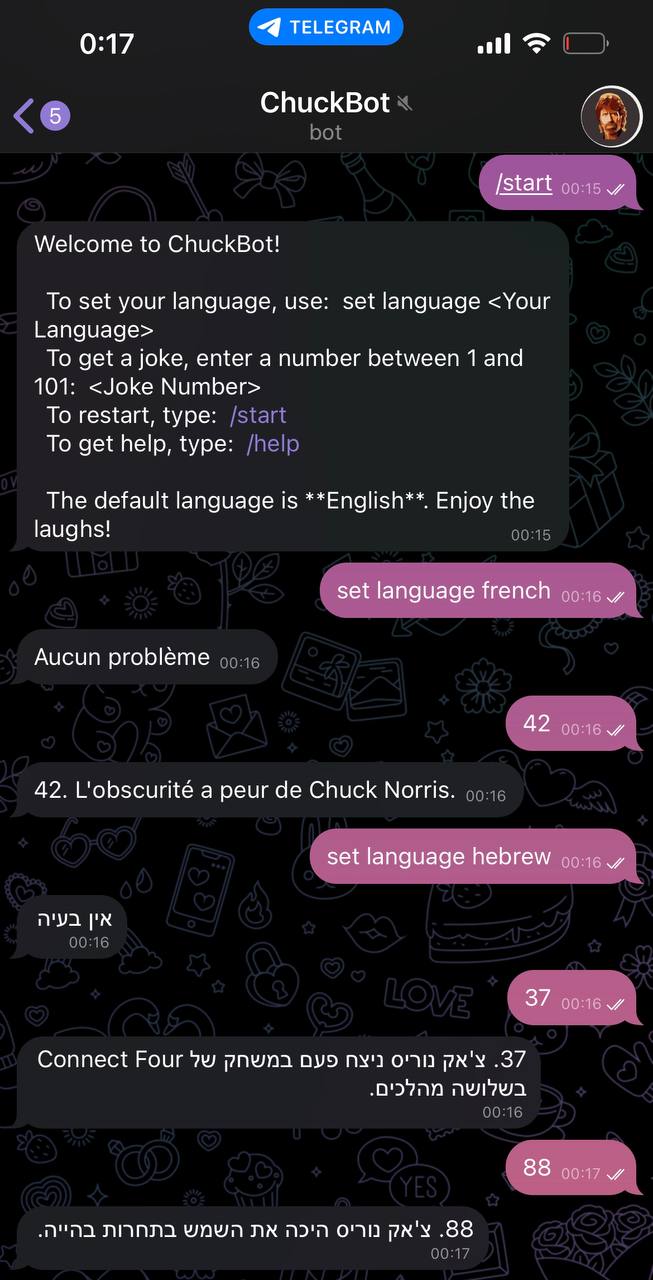 0:17
TELEGRAM
5
ChuckBot
bot
/start 00:15
Welcome to ChuckBot!
To set your language, use: set language <Your
Language>
To get a joke, enter a number between 1 and
101: <Joke Number>
To restart, type: /start
To get help, type: /help
The default language is **English**. Enjoy the
laughs!
00:15
set language french 00:16
Aucun problème 00:16
42 00:16
42. L'obscurité a peur de Chuck Norris. 00:16
set language hebrew 00:16
אין בעיה
00:16
LOVE
37 00:16
37. צ'אק נוריס ניצח פעם במשחק של Connect Four
בשלושה מהלכים.
00:16
88 00:17
YES
88. צ'אק נוריס היכה את השמש בתחרות בהייה.
00:17